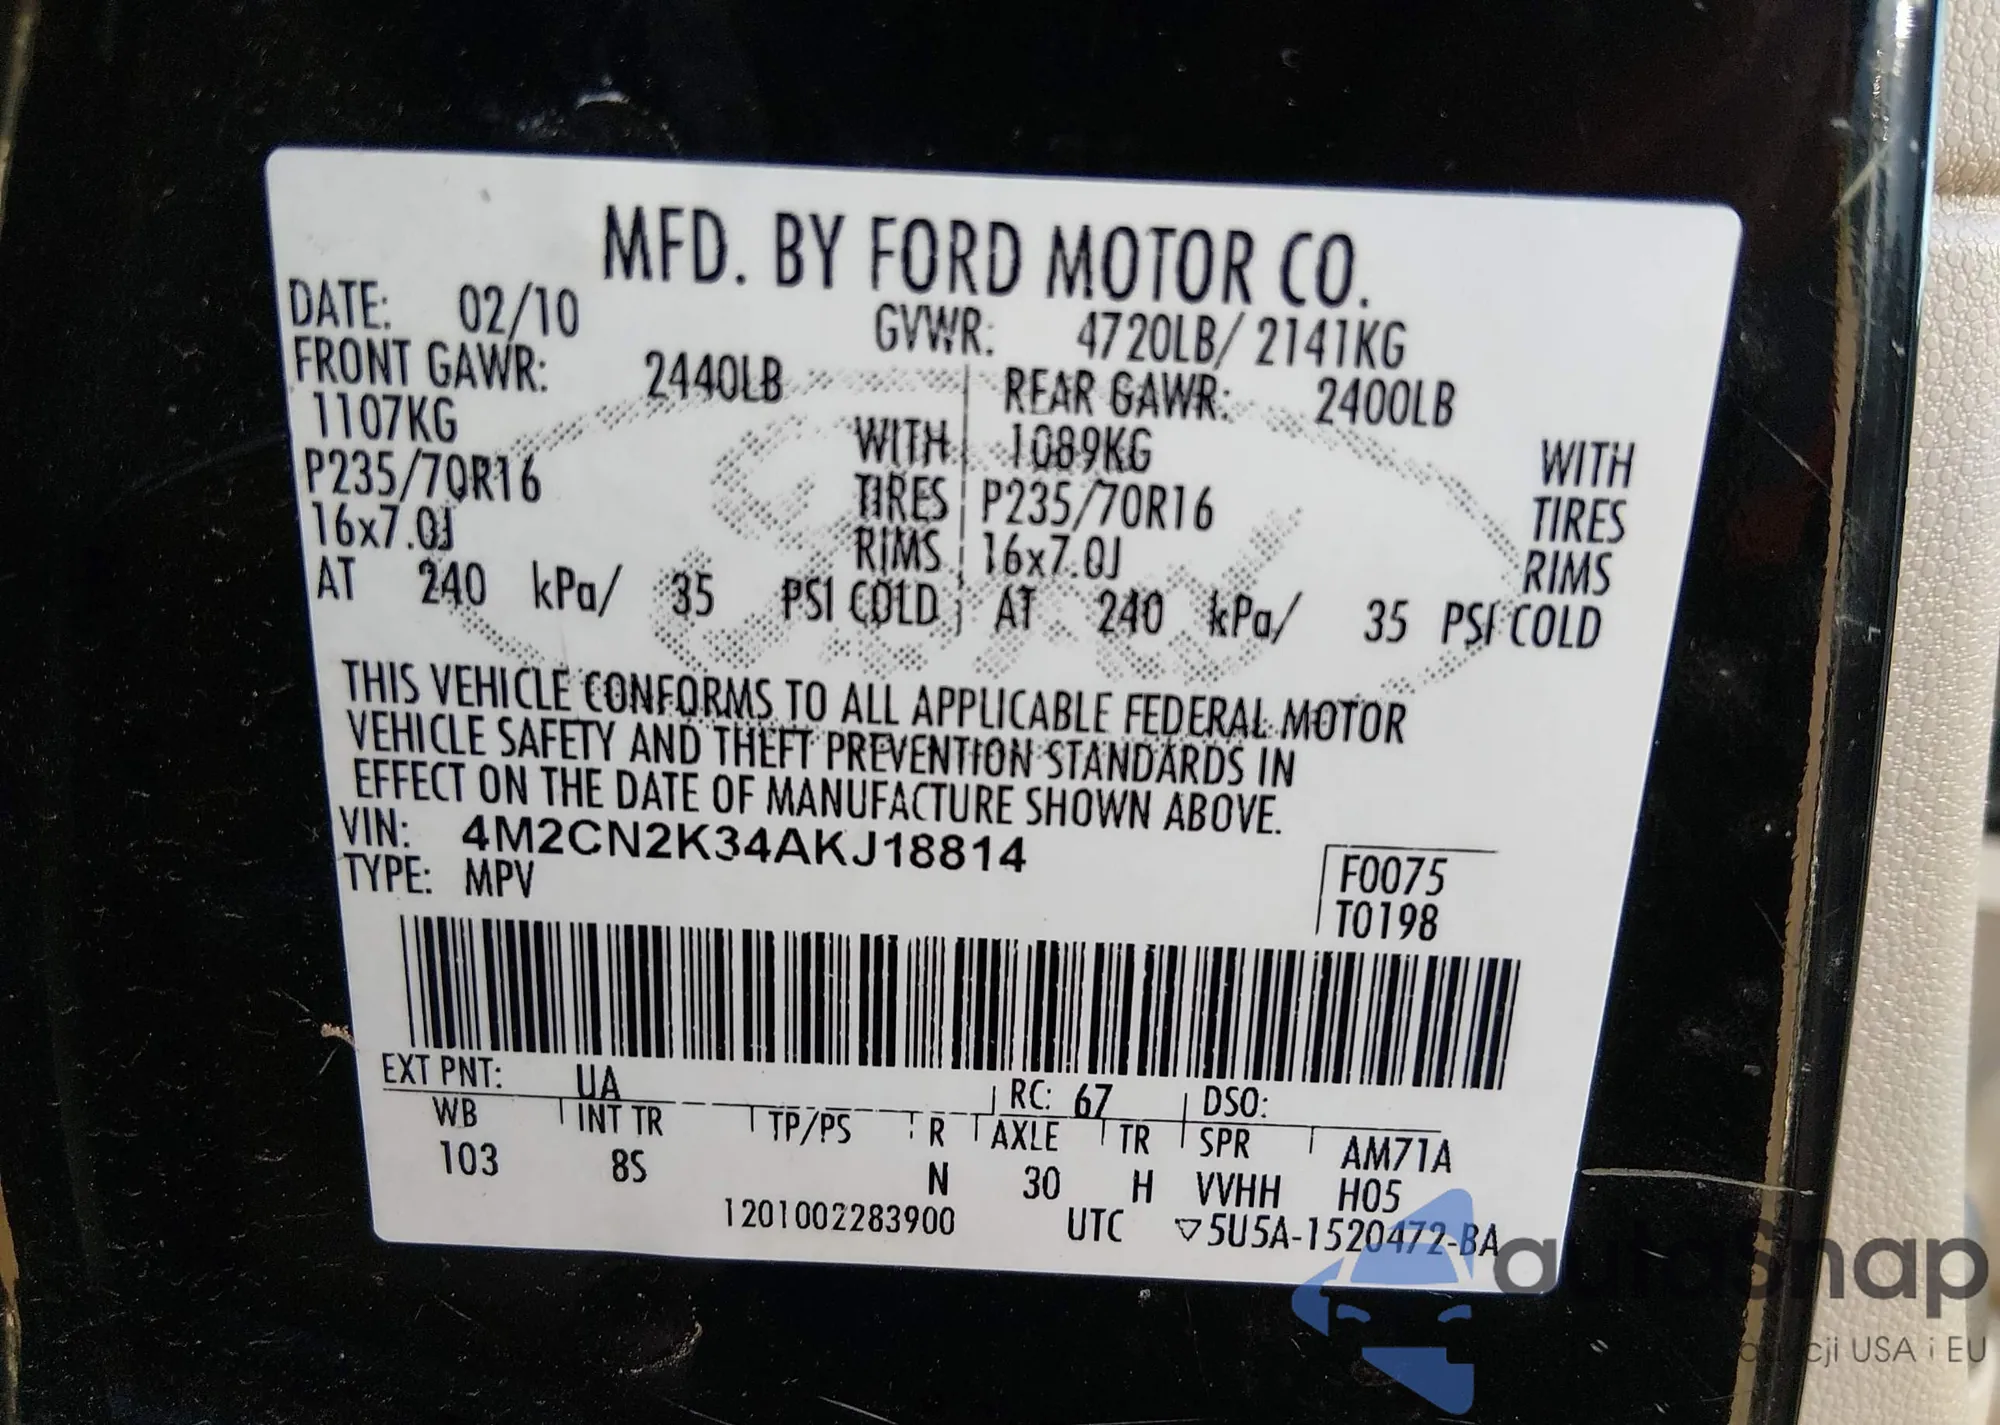 MFD. BY FORD MOTOR CO.
DATE: 02/10 GVWR: 4720LB/ 2141KG
FRONT GAWR: 2440LB REAR GAWR: 2400LB
1107KG WITH 1089KG WITH
P235/70R16 TIRES P235/70R16 TIRES
16x7.0J RIMS 16x7.0J RIMS
AT 240 kPa/ 35 PSI COLD AT 240 kPa/ 35 PSI COLD
THIS VEHICLE CONFORMS TO ALL APPLICABLE FEDERAL MOTOR
VEHICLE SAFETY AND THEFT PREVENTION STANDARDS IN
EFFECT ON THE DATE OF MANUFACTURE SHOWN ABOVE.
VIN: 4M2CN2K34AKJ18814
TYPE: MPV
F0075
T0198
EXT PNT: UA RC: 67 DSO:
WB INT TR TP/PS R AXLE TR SPR AM71A
103 8S N 30 H VVHH H05
1201002283900 UTC ▽5U5A-1520472-BA
autosnap
USA i EU